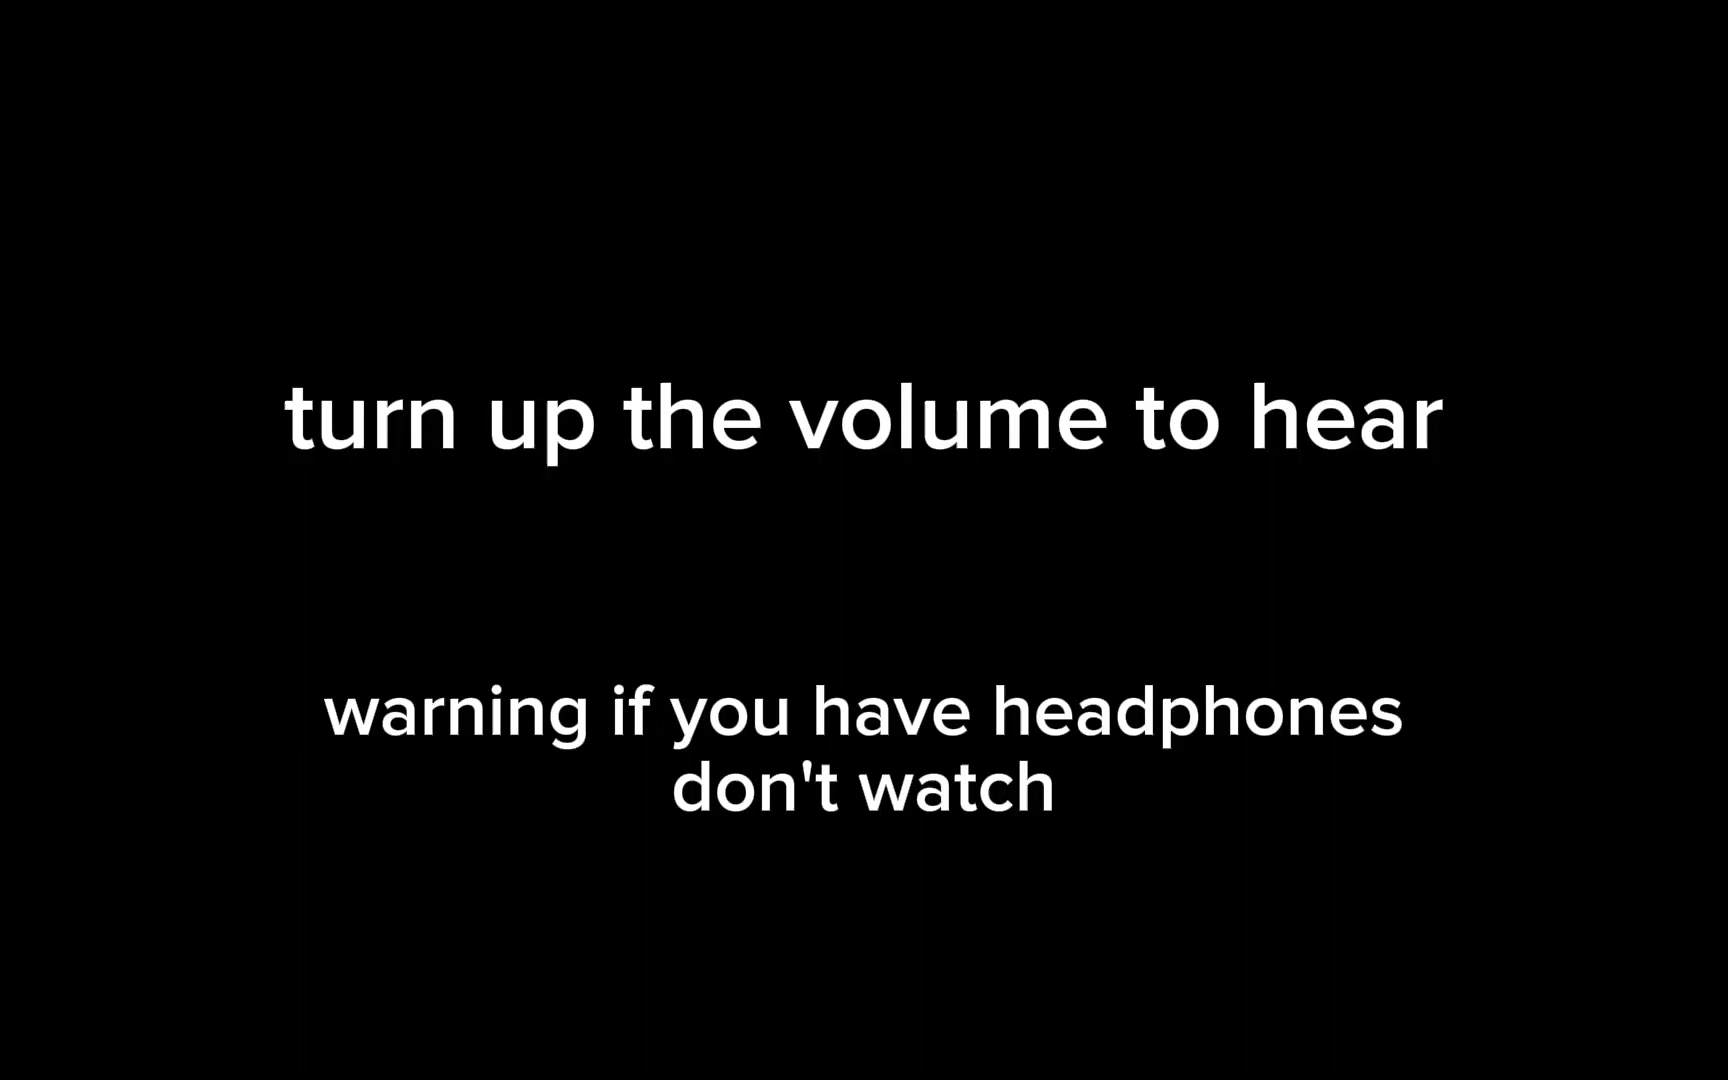 turn up the volume to hear
warning if you have headphones
don't watch